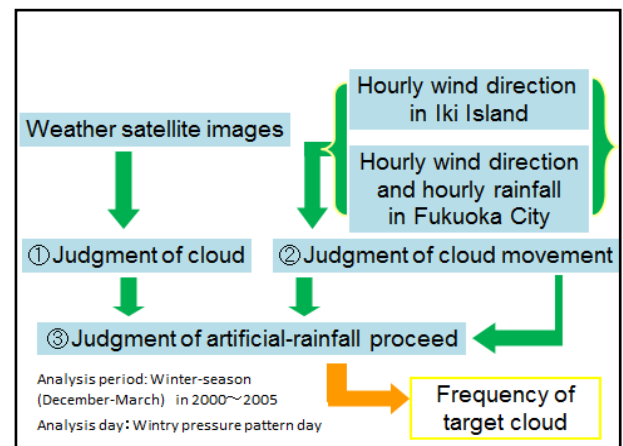 Weather satellite images
Hourly wind direction
in Iki Island
Hourly wind direction
and hourly rainfall
in Fukuoka City
①Judgment of cloud
②Judgment of cloud movement
③Judgment of artificial-rainfall proceed
Analysis period: Winter-season
(December-March) in 2000～2005
Analysis day：Wintry pressure pattern day
Frequency of
target cloud